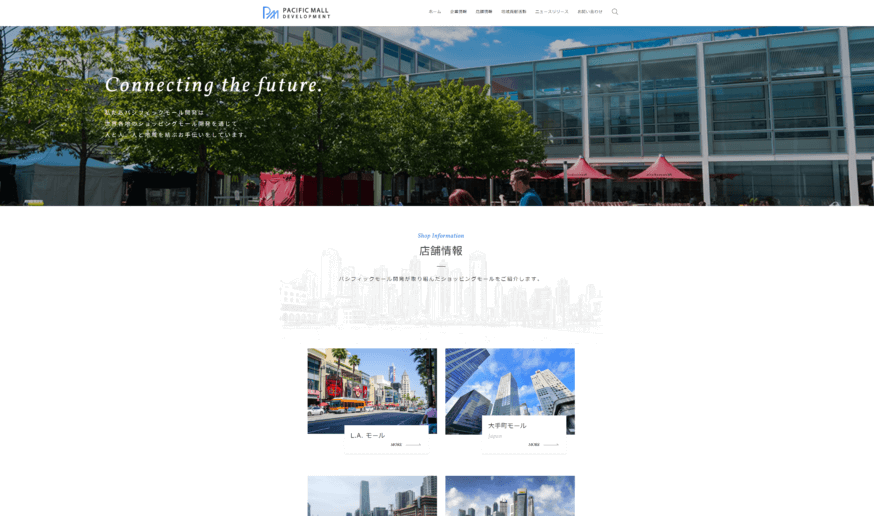 PACIFIC MALL
DEVELOPMENT
ホーム 企業情報 店舗情報 地域貢献活動 ニュースリリース お問い合わせ
Connecting the future.
私たちパシフィックモール開発は
世界各地のショッピングモール開発を通じて
人と人、人と地域を結ぶお手伝いをしています。
Shop Information
店舗情報
パシフィックモール開発が取り組んだショッピングモールをご紹介します。
L.A. モール
MORE
大手町モール
Japan
MORE